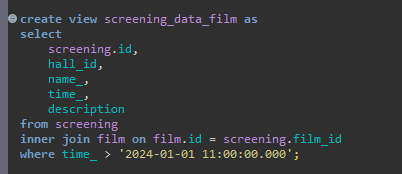 create view screening_data_film as
select
screening.id,
hall_id,
name_,
time_,
description
from screening
inner join film on film.id = screening.film_id
where time_ > '2024-01-01 11:00:00.000';